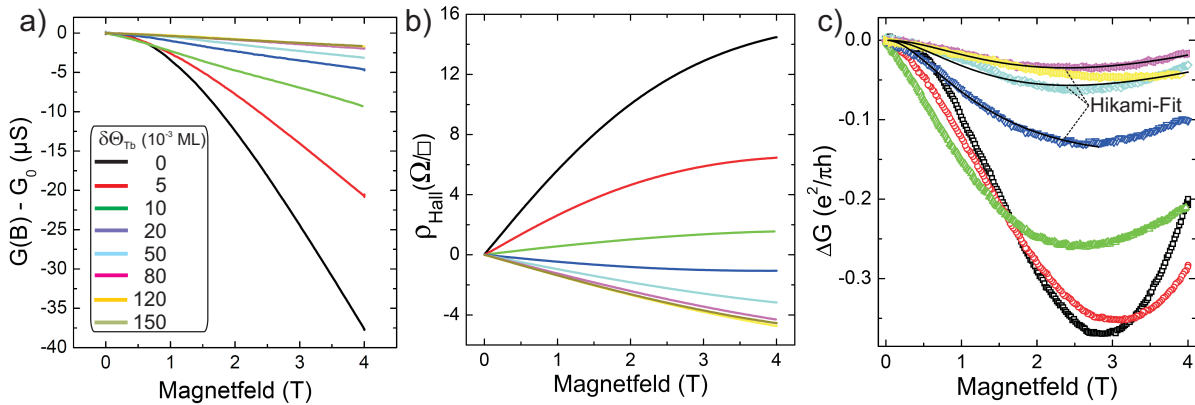 a)
0
-5
-10
-15
-20
-25
-30
-35
-40
G(B) - G₀ (µS)
δΘ_Tb (10⁻³ ML)
0
5
10
20
50
80
120
150
0 1 2 3 4
Magnetfeld (T)
b)
16
12
8
4
0
-4
ρ_Hall(Ω/□)
0 1 2 3 4
Magnetfeld (T)
c)
0.0
-0.1
-0.2
-0.3
ΔG (e²/πh)
Hikami-Fit
0 1 2 3 4
Magnetfeld (T)